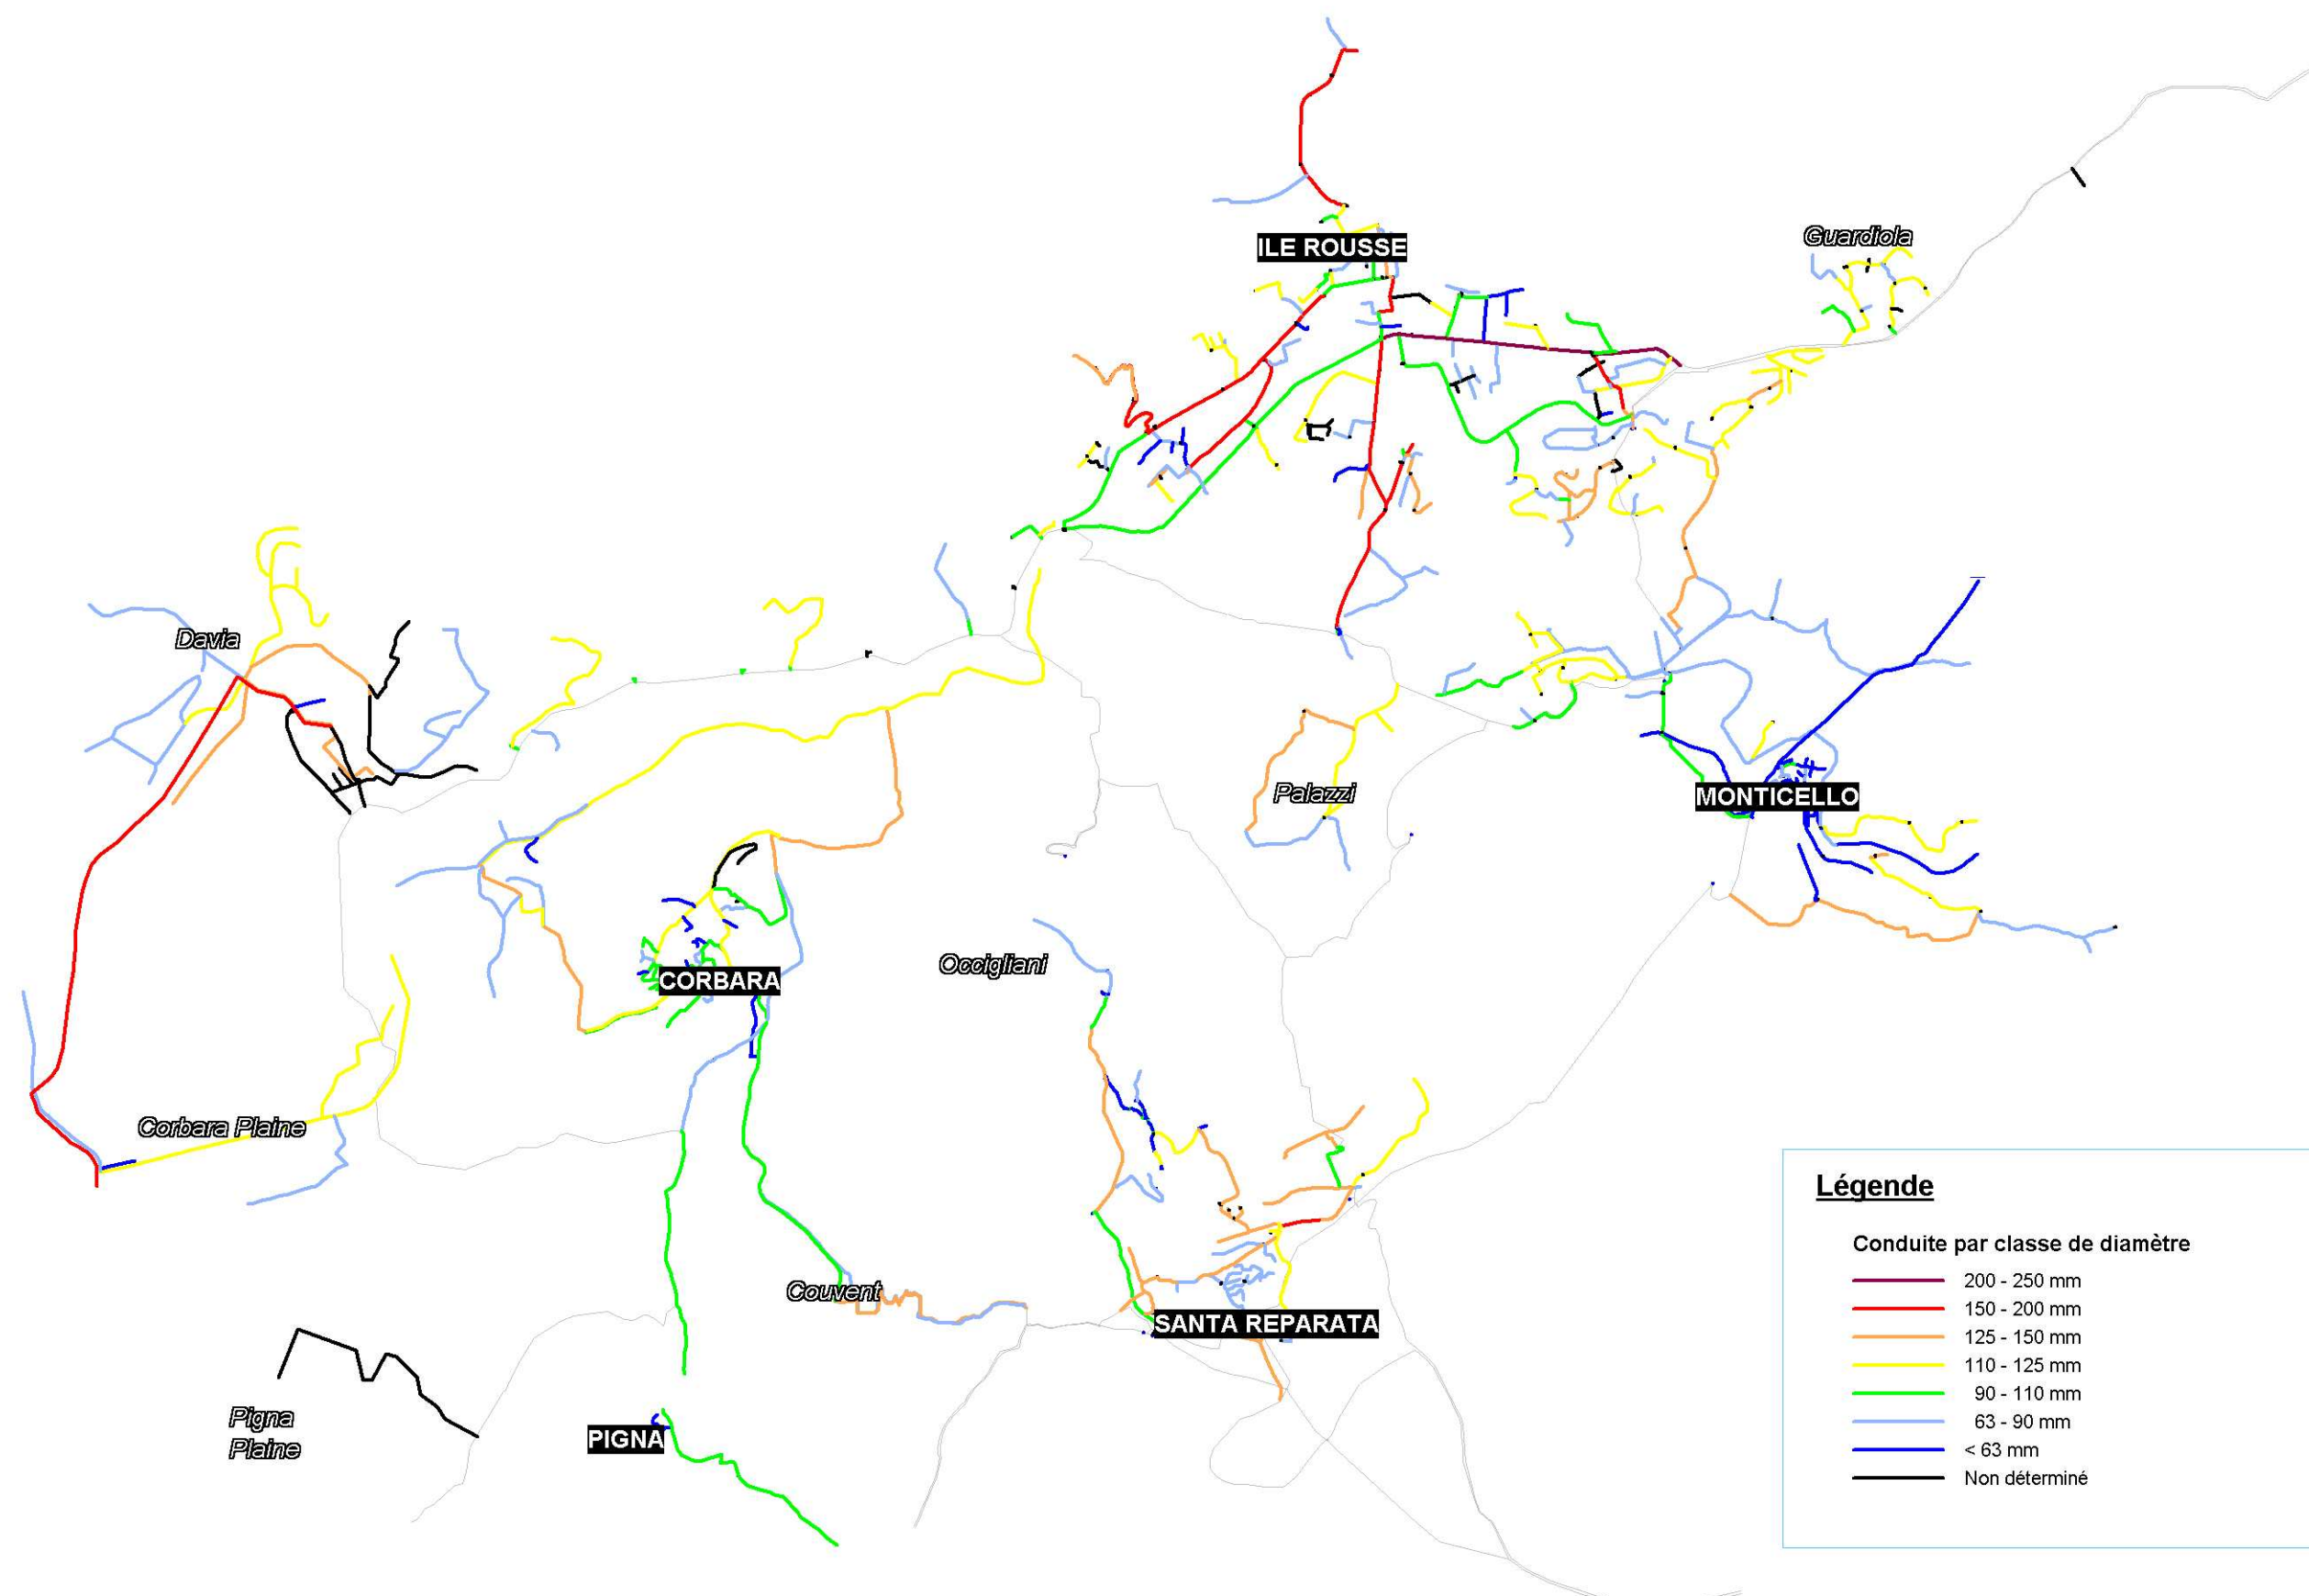 ILE ROUSSE
Guardiola
Davia
Palazzi
MONTICELLO
Occigliani
CORBARA
Corbara Plaine
Couvent
SANTA REPARATA
Pigna
Plaine
PIGNA
Légende
Conduite par classe de diamètre
200 - 250 mm
150 - 200 mm
125 - 150 mm
110 - 125 mm
90 - 110 mm
63 - 90 mm
< 63 mm
Non déterminé